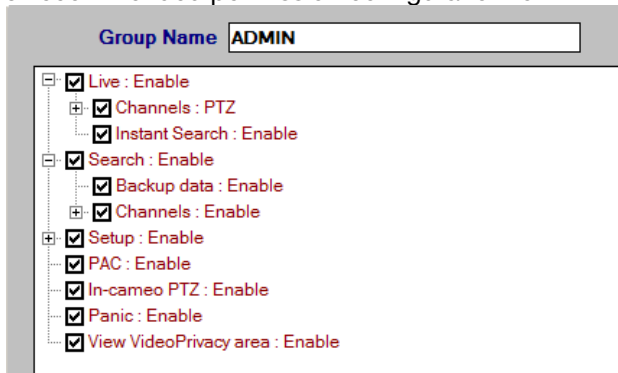 Group Name ADMIN
Live : Enable
Channels : PTZ
Instant Search : Enable
Search : Enable
Backup data : Enable
Channels : Enable
Setup : Enable
PAC : Enable
In-cameo PTZ : Enable
Panic : Enable
View VideoPrivacy area : Enable